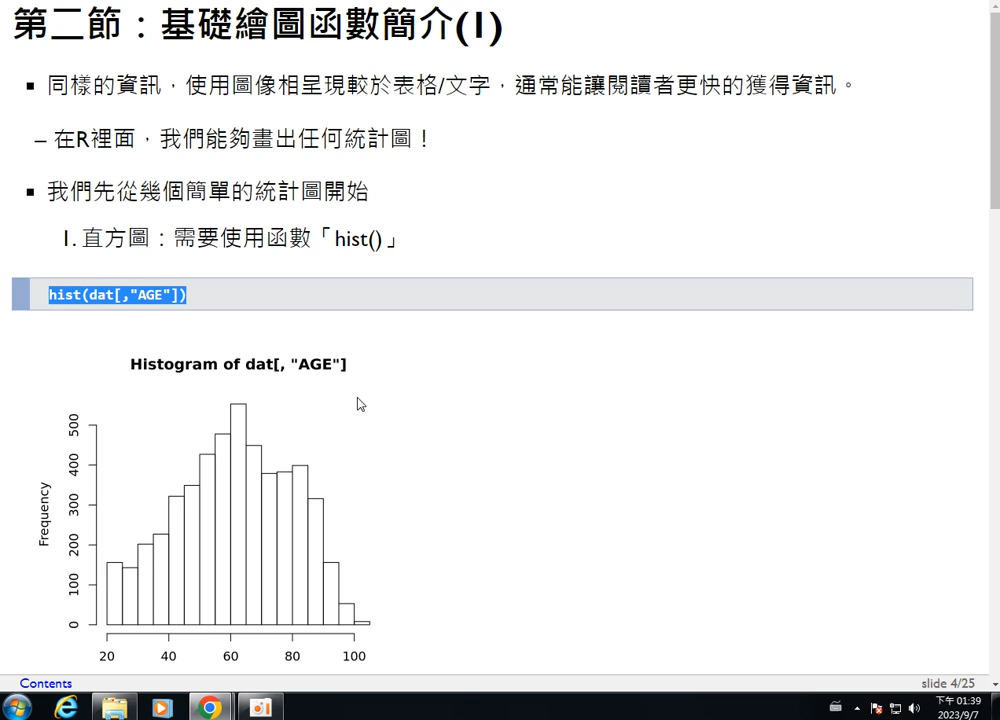 第二節：基礎繪圖函數簡介(1)
▪ 同樣的資訊，使用圖像相呈現較於表格/文字，通常能讓閱讀者更快的獲得資訊。
– 在R裡面，我們能夠畫出任何統計圖！
▪ 我們先從幾個簡單的統計圖開始
1. 直方圖：需要使用函數「hist()」
hist(dat[,"AGE"])
Histogram of dat[, "AGE"]
Frequency
500
400
300
200
100
0
20 40 60 80 100
Contents
slide 4/25
下午 01:39
2023/9/7